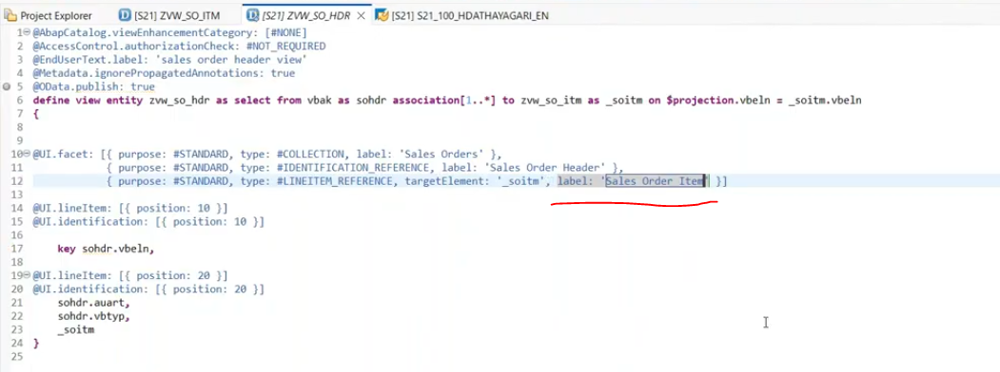 Project Explorer [S21] ZVW_SO_ITM [S21] ZVW_SO_HDR [S21] S21_100_HDATHAYAGARI_EN
1 @AbapCatalog.viewEnhancementCategory: [#NONE]
2 @AccessControl.authorizationCheck: #NOT_REQUIRED
3 @EndUserText.label: 'sales order header view'
4 @Metadata.ignorePropagatedAnnotations: true
5 @OData.publish: true
6 define view entity zvw_so_hdr as select from vbak as sohdr association[1..*] to zvw_so_itm as _soitm on $projection.vbeln = _soitm.vbeln
7 {
8
9
10 @UI.facet: [{ purpose: #STANDARD, type: #COLLECTION, label: 'Sales Orders' },
11 { purpose: #STANDARD, type: #IDENTIFICATION_REFERENCE, label: 'Sales Order Header' },
12 { purpose: #STANDARD, type: #LINEITEM_REFERENCE, targetElement: '_soitm', label: 'Sales Order Item' }]
13
14 @UI.lineItem: [{ position: 10 }]
15 @UI.identification: [{ position: 10 }]
16
17 key sohdr.vbeln,
18
19 @UI.lineItem: [{ position: 20 }]
20 @UI.identification: [{ position: 20 }]
21 sohdr.auart,
22 sohdr.vbtyp,
23 _soitm
24 }
25